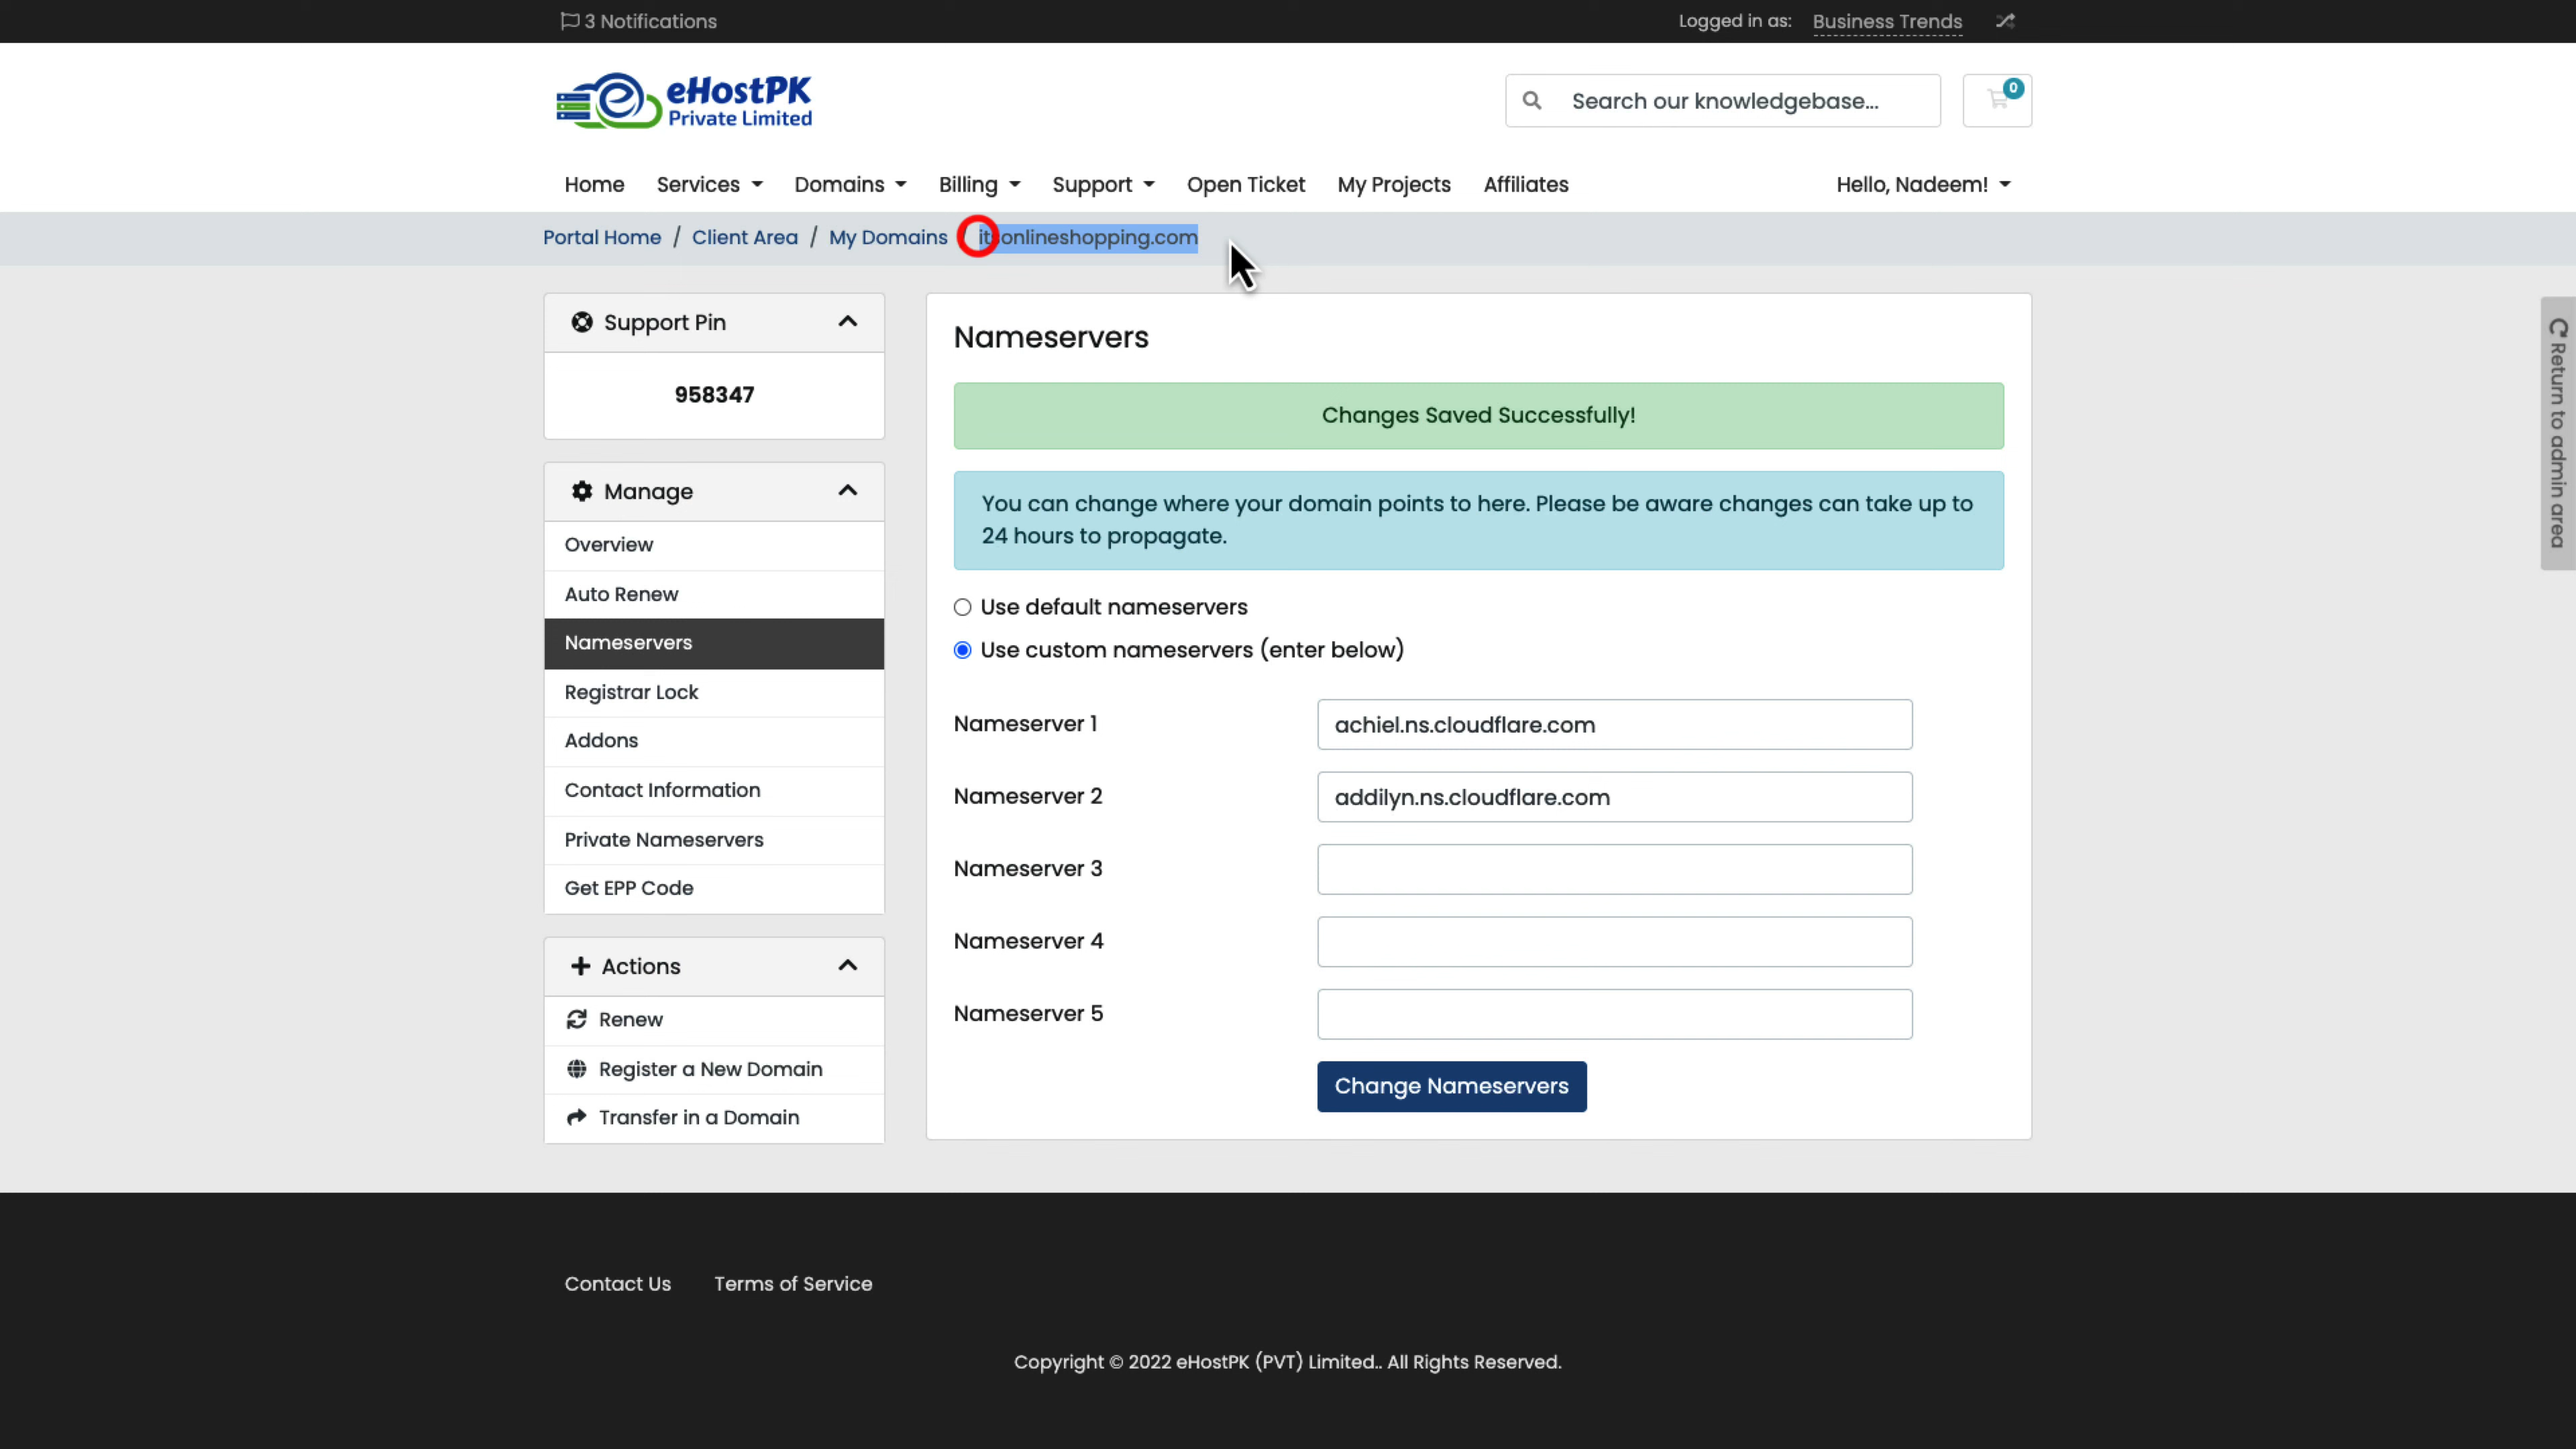 3 Notifications
Logged in as: Business Trends
eHostPK
Private Limited
Search our knowledgebase...
0
Home Services Domains Billing Support Open Ticket My Projects Affiliates Hello, Nadeem!
Portal Home / Client Area / My Domains itsonlineshopping.com
Support Pin
958347
Manage
Overview
Auto Renew
Nameservers
Registrar Lock
Addons
Contact Information
Private Nameservers
Get EPP Code
Actions
Renew
Register a New Domain
Transfer in a Domain
Nameservers
Changes Saved Successfully!
You can change where your domain points to here. Please be aware changes can take up to
24 hours to propagate.
Use default nameservers
Use custom nameservers (enter below)
Nameserver 1 achiel.ns.cloudflare.com
Nameserver 2 addilyn.ns.cloudflare.com
Nameserver 3
Nameserver 4
Nameserver 5
Change Nameservers
Return to admin area
Contact Us Terms of Service
Copyright © 2022 eHostPK (PVT) Limited.. All Rights Reserved.